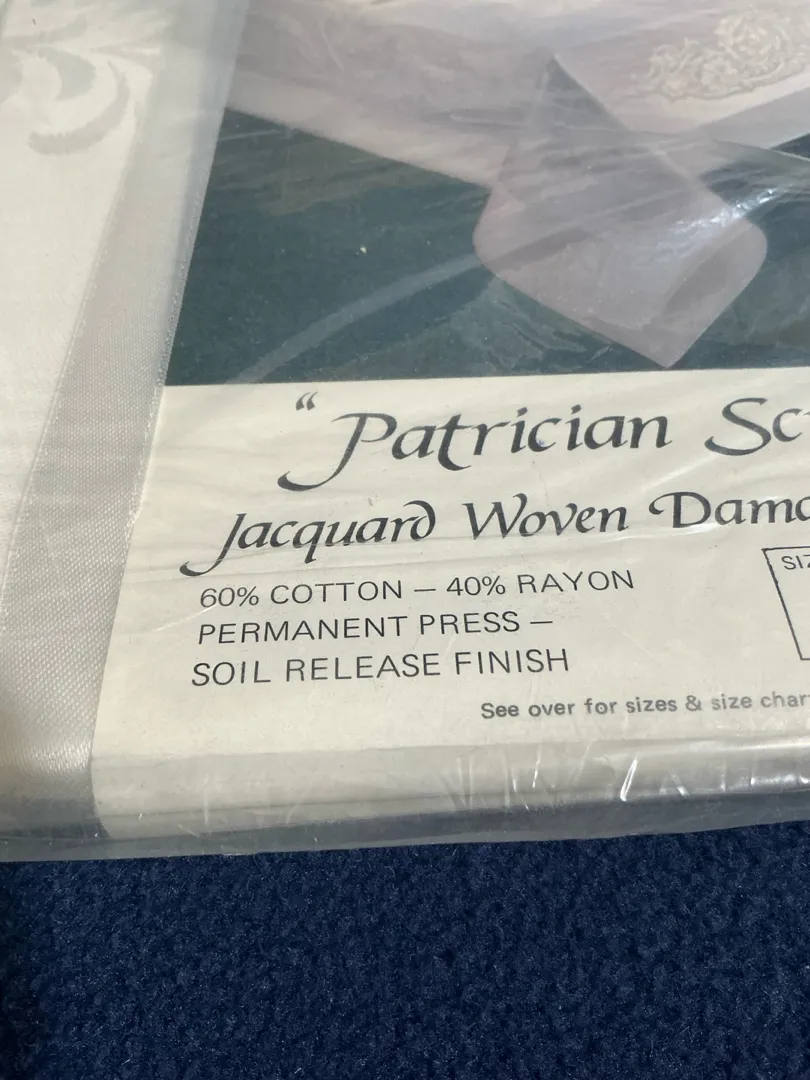 "Patrician Sc
Jacquard Woven Dama
60% COTTON — 40% RAYON
PERMANENT PRESS —
SOIL RELEASE FINISH
SIZ
See over for sizes & size char